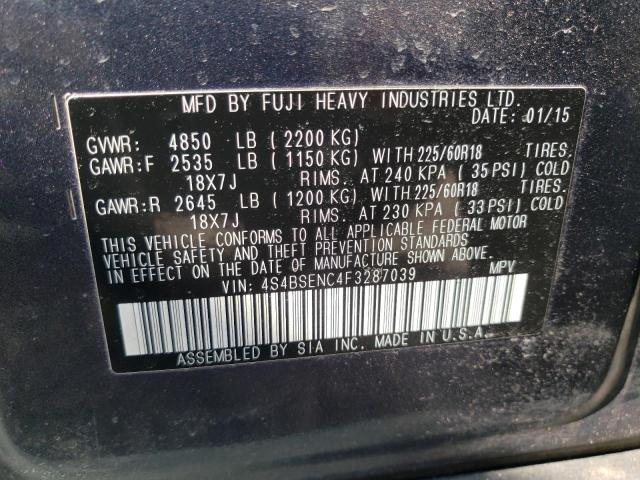 MFD BY FUJI HEAVY INDUSTRIES LTD.
DATE: 01/15
GVWR: 4850 LB (2200 KG)
GAWR:F 2535 LB (1150 KG) WITH 225/60R18 TIRES.
18X7J RIMS. AT 240 KPA (35 PSI) COLD
GAWR:R 2645 LB (1200 KG) WITH 225/60R18 TIRES.
18X7J RIMS. AT 230 KPA (33 PSI) COLD
THIS VEHICLE CONFORMS TO ALL APPLICABLE FEDERAL MOTOR
VEHICLE SAFETY AND THEFT PREVENTION STANDARDS
IN EFFECT ON THE DATE OF MANUFACTURE SHOWN ABOVE.
VIN: 4S4BSENC4F3287039 MPV
ASSEMBLED BY SIA INC. MADE IN U.S.A.